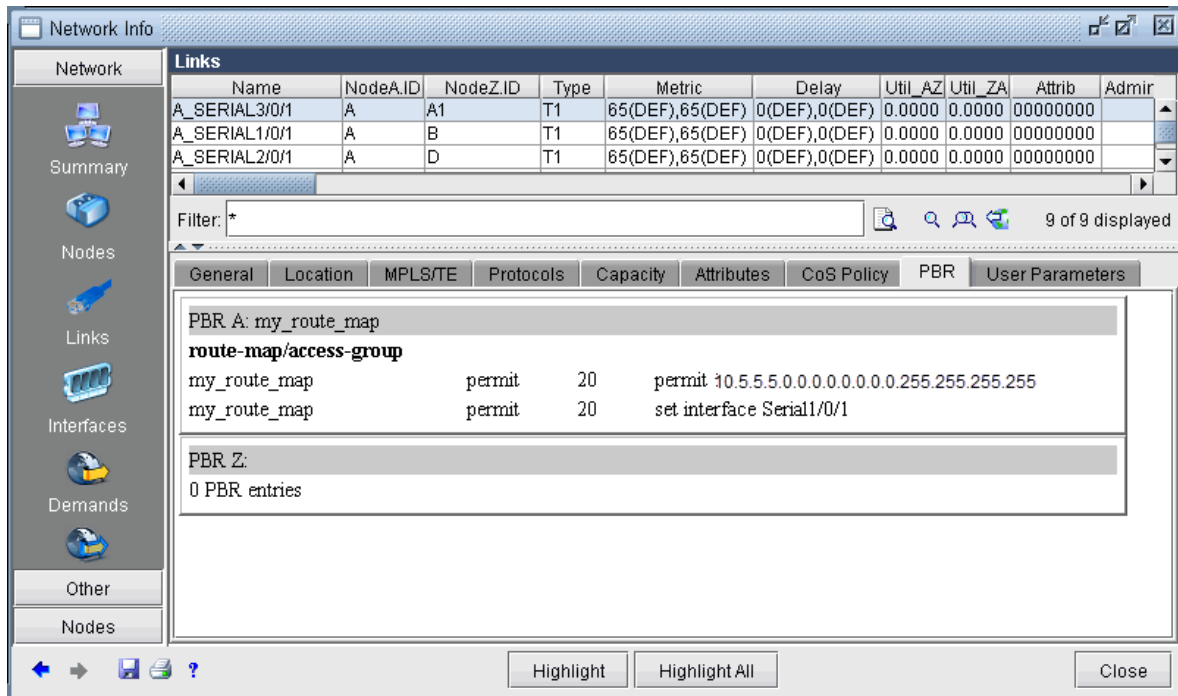 Network Info
Network
Summary
Nodes
Links
Interfaces
Demands
Other
Nodes
Links
Name NodeA.ID NodeZ.ID Type Metric Delay Util_AZ Util_ZA Attrib Admin
A_SERIAL3/0/1 A A1 T1 65(DEF),65(DEF) 0(DEF),0(DEF) 0.0000 0.0000 00000000
A_SERIAL1/0/1 A B T1 65(DEF),65(DEF) 0(DEF),0(DEF) 0.0000 0.0000 00000000
A_SERIAL2/0/1 A D T1 65(DEF),65(DEF) 0(DEF),0(DEF) 0.0000 0.0000 00000000
Filter: * 9 of 9 displayed
General Location MPLS/TE Protocols Capacity Attributes CoS Policy PBR User Parameters
PBR A: my_route_map
route-map/access-group
my_route_map permit 20 permit 10.5.5.5.0.0.0.0.0.0.0.0.255.255.255.255
my_route_map permit 20 set interface Serial1/0/1
PBR Z:
0 PBR entries
? Highlight Highlight All Close